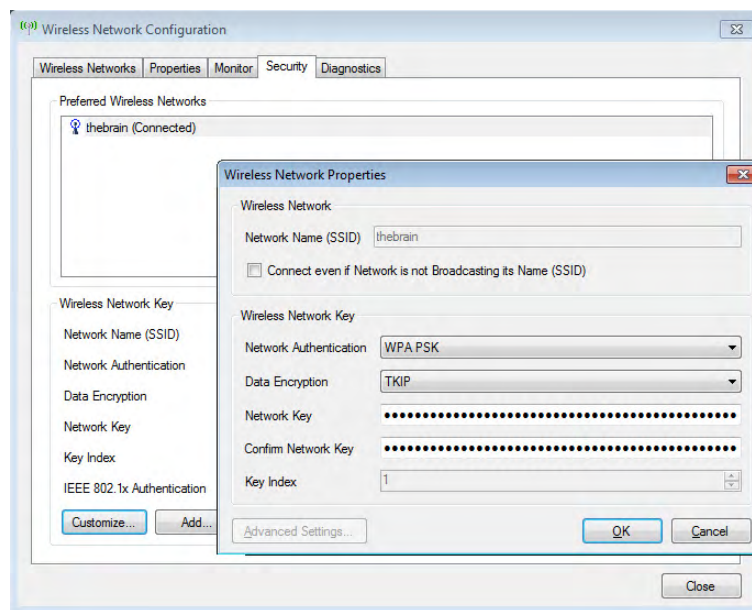 Wireless Network Configuration
Wireless Networks Properties Monitor Security Diagnostics
Preferred Wireless Networks
thebrain (Connected)
Wireless Network Properties
Wireless Network
Network Name (SSID) thebrain
Connect even if Network is not Broadcasting its Name (SSID)
Wireless Network Key
Network Authentication WPA PSK
Data Encryption TKIP
Network Key ••••••••••••••••••••••••••••••••••••••••••••••
Confirm Network Key ••••••••••••••••••••••••••••••••••••••••••••••
Key Index 1
Advanced Settings... OK Cancel
Wireless Network Key
Network Name (SSID)
Network Authentication
Data Encryption
Network Key
Key Index
IEEE 802.1x Authentication
Customize... Add...
Close